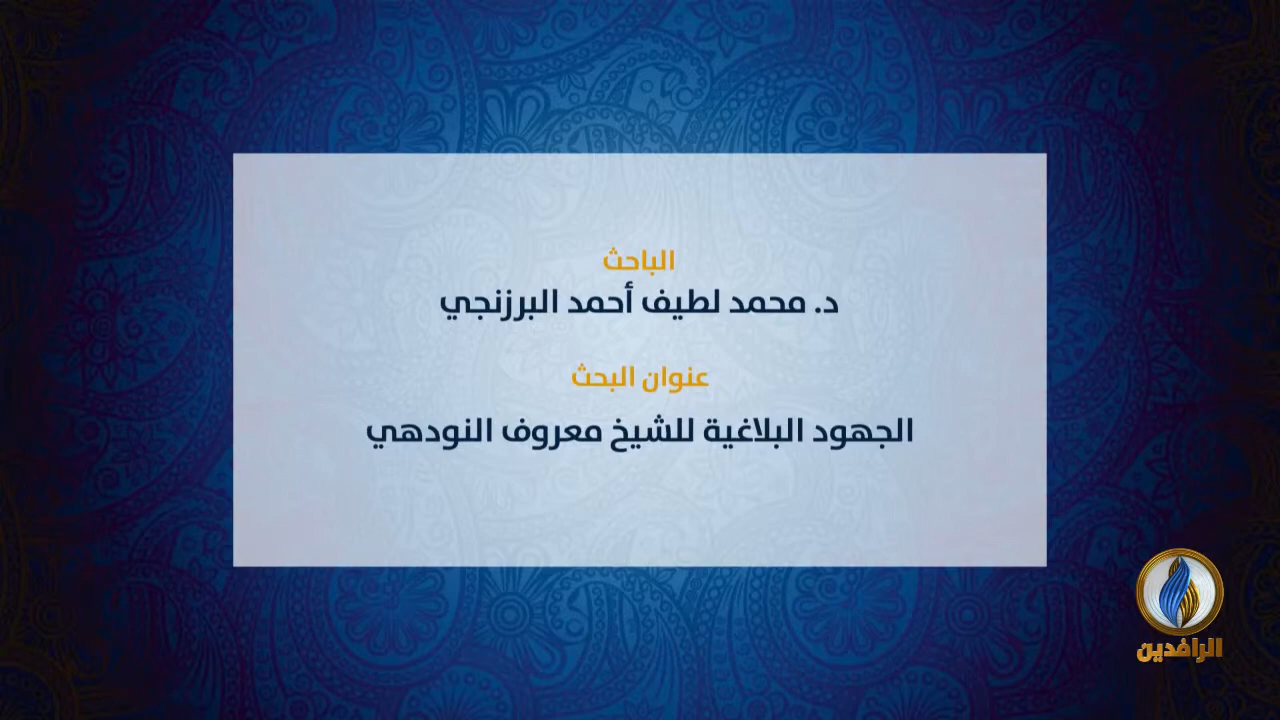 الباحث
د. محمد لطيف أحمد البرزنجي
عنوان البحث
الجهود البلاغية للشيخ معروف النودهي
الرافدين